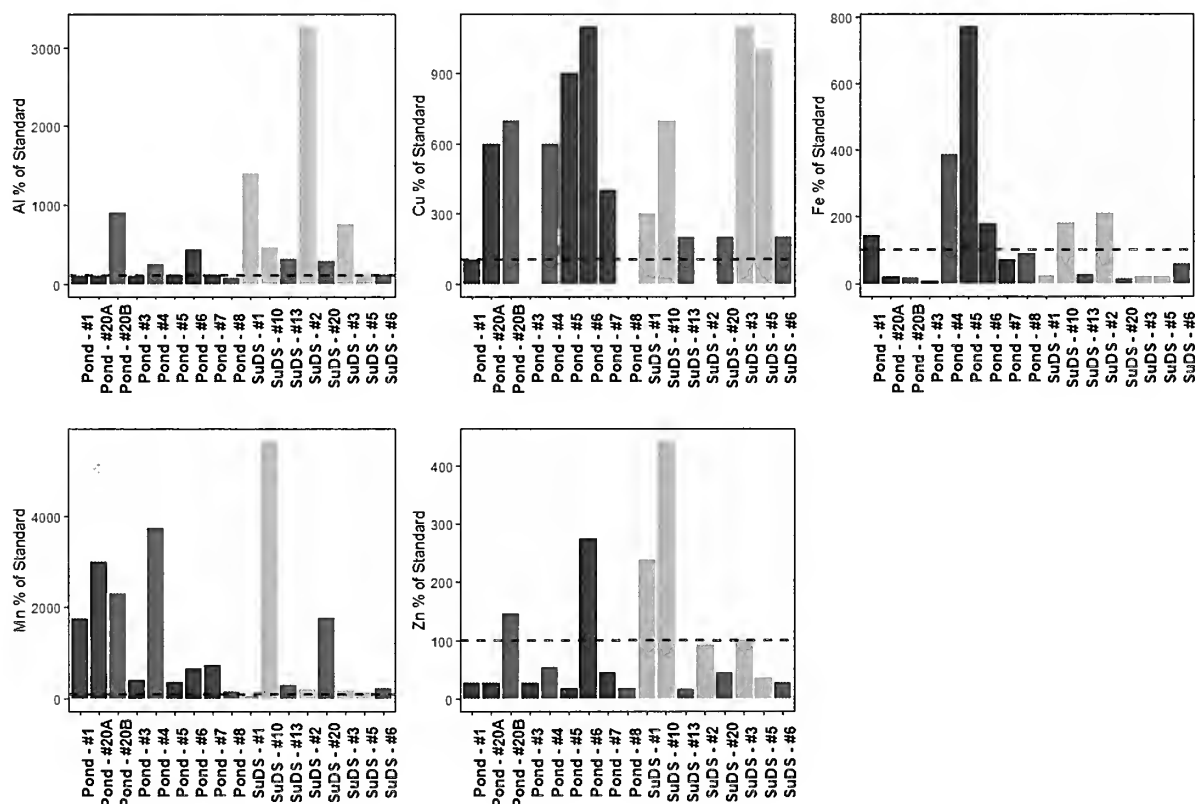 Al % of Standard
3000
2000
1000
0
Pond - #1
Pond - #20A
Pond - #20B
Pond - #3
Pond - #4
Pond - #5
Pond - #6
Pond - #7
Pond - #8
SuDS - #1
SuDS - #10
SuDS - #13
SuDS - #2
SuDS - #20
SuDS - #3
SuDS - #5
SuDS - #6
Cu % of Standard
900
600
300
0
Pond - #1
Pond - #20A
Pond - #20B
Pond - #3
Pond - #4
Pond - #5
Pond - #6
Pond - #7
Pond - #8
SuDS - #1
SuDS - #10
SuDS - #13
SuDS - #2
SuDS - #20
SuDS - #3
SuDS - #5
SuDS - #6
Fe % of Standard
800
600
400
200
0
Pond - #1
Pond - #20A
Pond - #20B
Pond - #3
Pond - #4
Pond - #5
Pond - #6
Pond - #7
Pond - #8
SuDS - #1
SuDS - #10
SuDS - #13
SuDS - #2
SuDS - #20
SuDS - #3
SuDS - #5
SuDS - #6
Mn % of Standard
4000
2000
0
Pond - #1
Pond - #20A
Pond - #20B
Pond - #3
Pond - #4
Pond - #5
Pond - #6
Pond - #7
Pond - #8
SuDS - #1
SuDS - #10
SuDS - #13
SuDS - #2
SuDS - #20
SuDS - #3
SuDS - #5
SuDS - #6
Zn % of Standard
400
300
200
100
0
Pond - #1
Pond - #20A
Pond - #20B
Pond - #3
Pond - #4
Pond - #5
Pond - #6
Pond - #7
Pond - #8
SuDS - #1
SuDS - #10
SuDS - #13
SuDS - #2
SuDS - #20
SuDS - #3
SuDS - #5
SuDS - #6